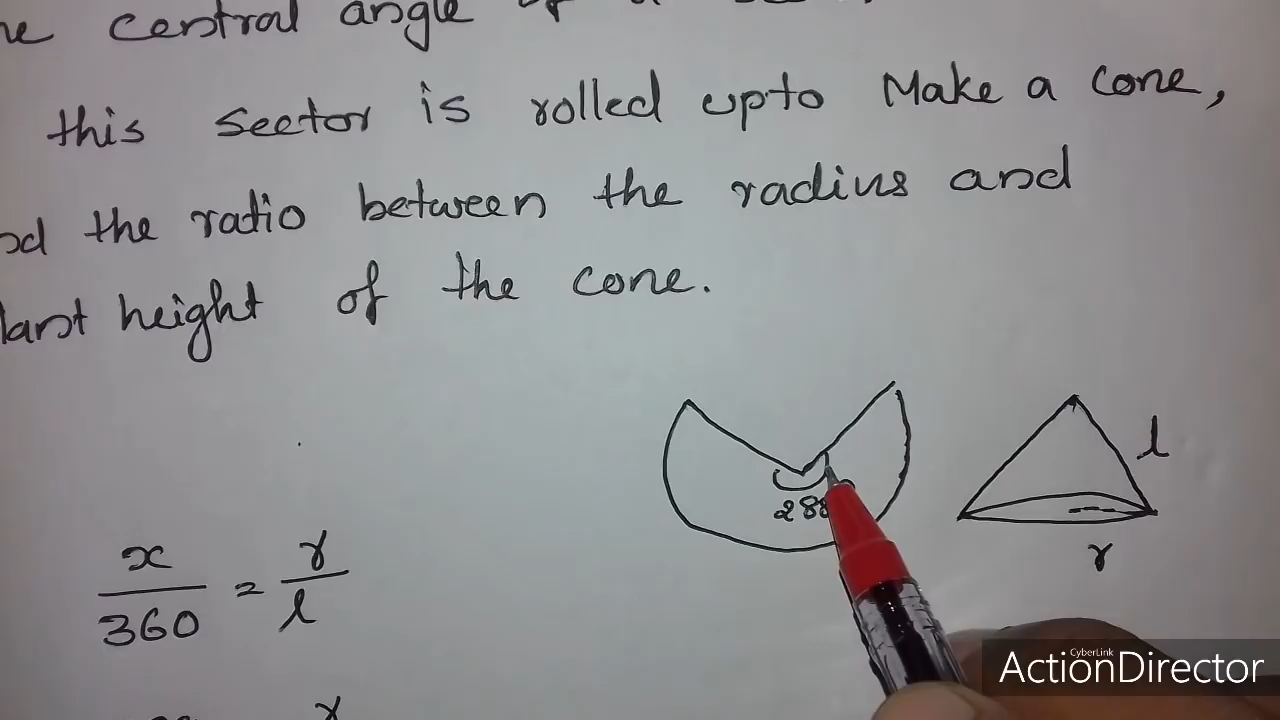 central angle
this sector is rolled upto Make a cone,
the ratio between the radius and
height of the cone.
l
288
r
x/360 = r/l
r
CyberLink
ActionDirector